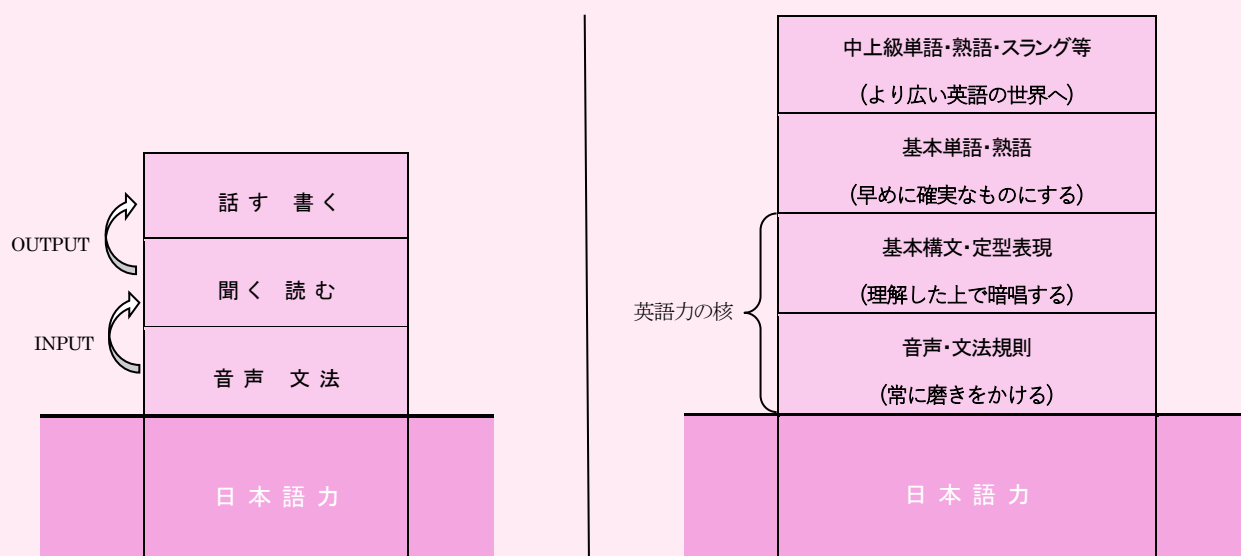 話す 書く
OUTPUT
聞く 読む
INPUT
音声 文法
日本語力
中上級単語・熟語・スラング等
(より広い英語の世界へ)
基本単語・熟語
(早めに確実なものにする)
基本構文・定型表現
(理解した上で暗唱する)
英語力の核
音声・文法規則
(常に磨きをかける)
日本語力